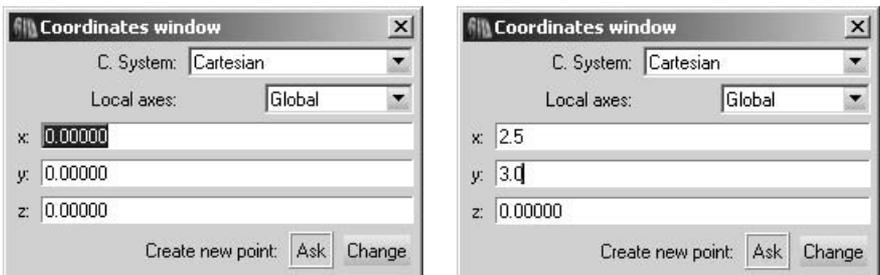 Coordinates window
C. System: Cartesian
Local axes: Global
x: 0.00000
y: 0.00000
z: 0.00000
Create new point: Ask Change
Coordinates window
C. System: Cartesian
Local axes: Global
x: 2.5
y: 3.0
z: 0.00000
Create new point: Ask Change